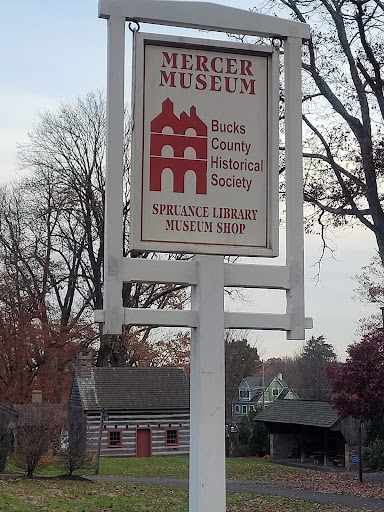 MERCER
MUSEUM
Bucks
County
Historical
Society
SPRUANCE LIBRARY
MUSEUM SHOP